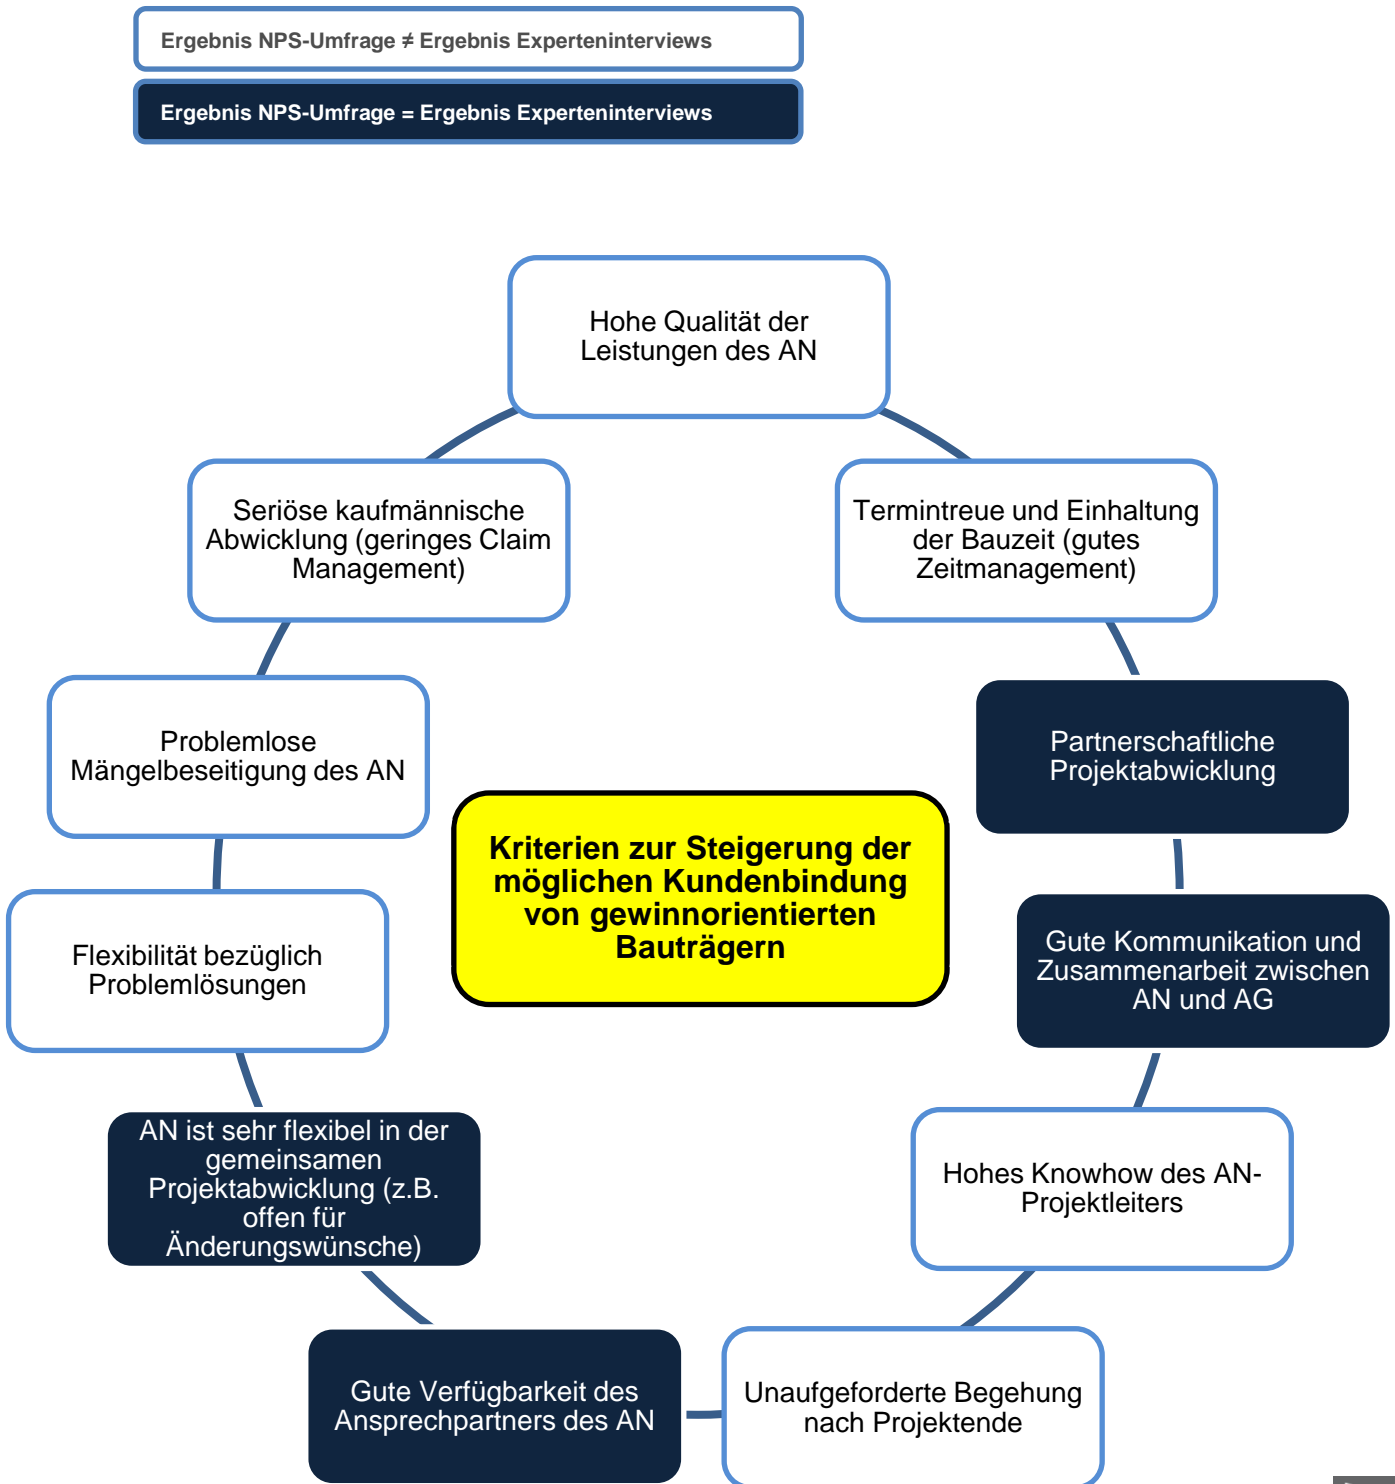 Ergebnis NPS-Umfrage ≠ Ergebnis Experteninterviews
Ergebnis NPS-Umfrage = Ergebnis Experteninterviews
Hohe Qualität der
Leistungen des AN
Seriöse kaufmännische
Abwicklung (geringes Claim
Management)
Termintreue und Einhaltung
der Bauzeit (gutes
Zeitmanagement)
Problemlose
Mängelbeseitigung des AN
Partnerschaftliche
Projektabwicklung
Kriterien zur Steigerung der
möglichen Kundenbindung
von gewinnorientierten
Bauträgern
Flexibilität bezüglich
Problemlösungen
Gute Kommunikation und
Zusammenarbeit zwischen
AN und AG
AN ist sehr flexibel in der
gemeinsamen
Projektabwicklung (z.B.
offen für
Änderungswünsche)
Hohes Knowhow des AN-
Projektleiters
Gute Verfügbarkeit des
Ansprechpartners des AN
Unaufgeforderte Begehung
nach Projektende